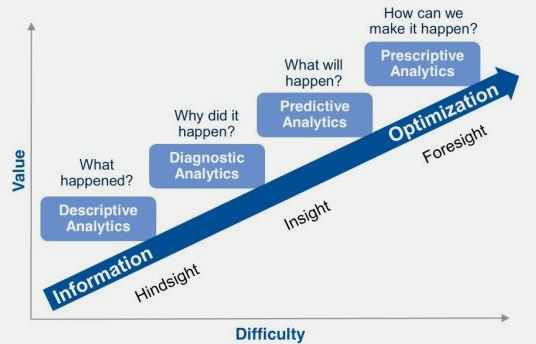 How can we
make it happen?
Prescriptive
Analytics
What will
happen?
Predictive
Analytics
Why did it
happen?
Diagnostic
Analytics
What
happened?
Descriptive
Analytics
Value
Information
Optimization
Hindsight
Insight
Foresight
Difficulty